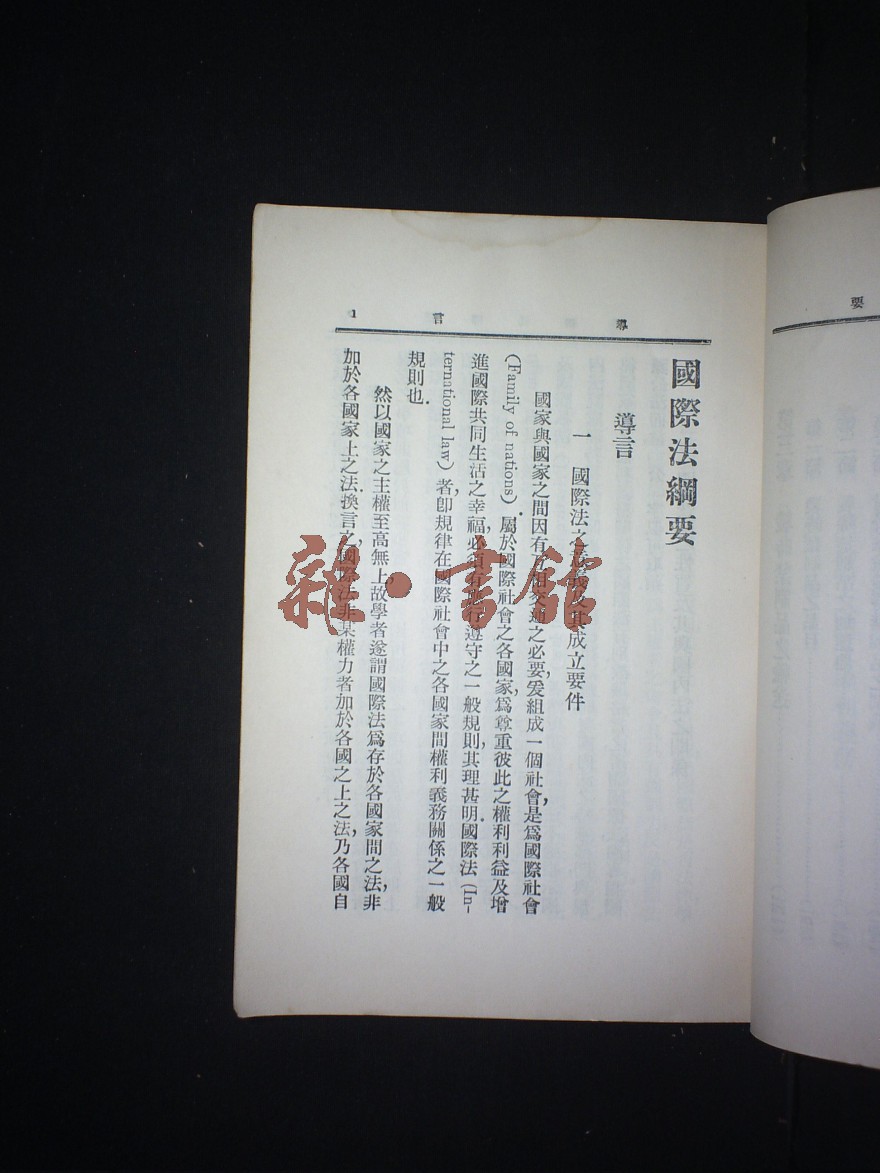 要
導言 1
國際法綱要
導言
一 國際法之及其成立要件
國家與國家之間因有交通之必要,爰組成一個社會,是爲國際社會
(Family of nations).屬於國際社會之各國家,爲尊重彼此之權利利益及增
進國際共同生活之幸福,必須有遵守之一般規則,其理甚明.國際法(In-
ternational law)者,卽規律在國際社會中之各國家間權利義務關係之一般
規則也.
然以國家之主權至高無上,故學者遂謂國際法爲存於各國家間之法,非
加於各國家上之法.換言之,國際法非某權力者加於各國之上之法,乃各國自
雜·書館